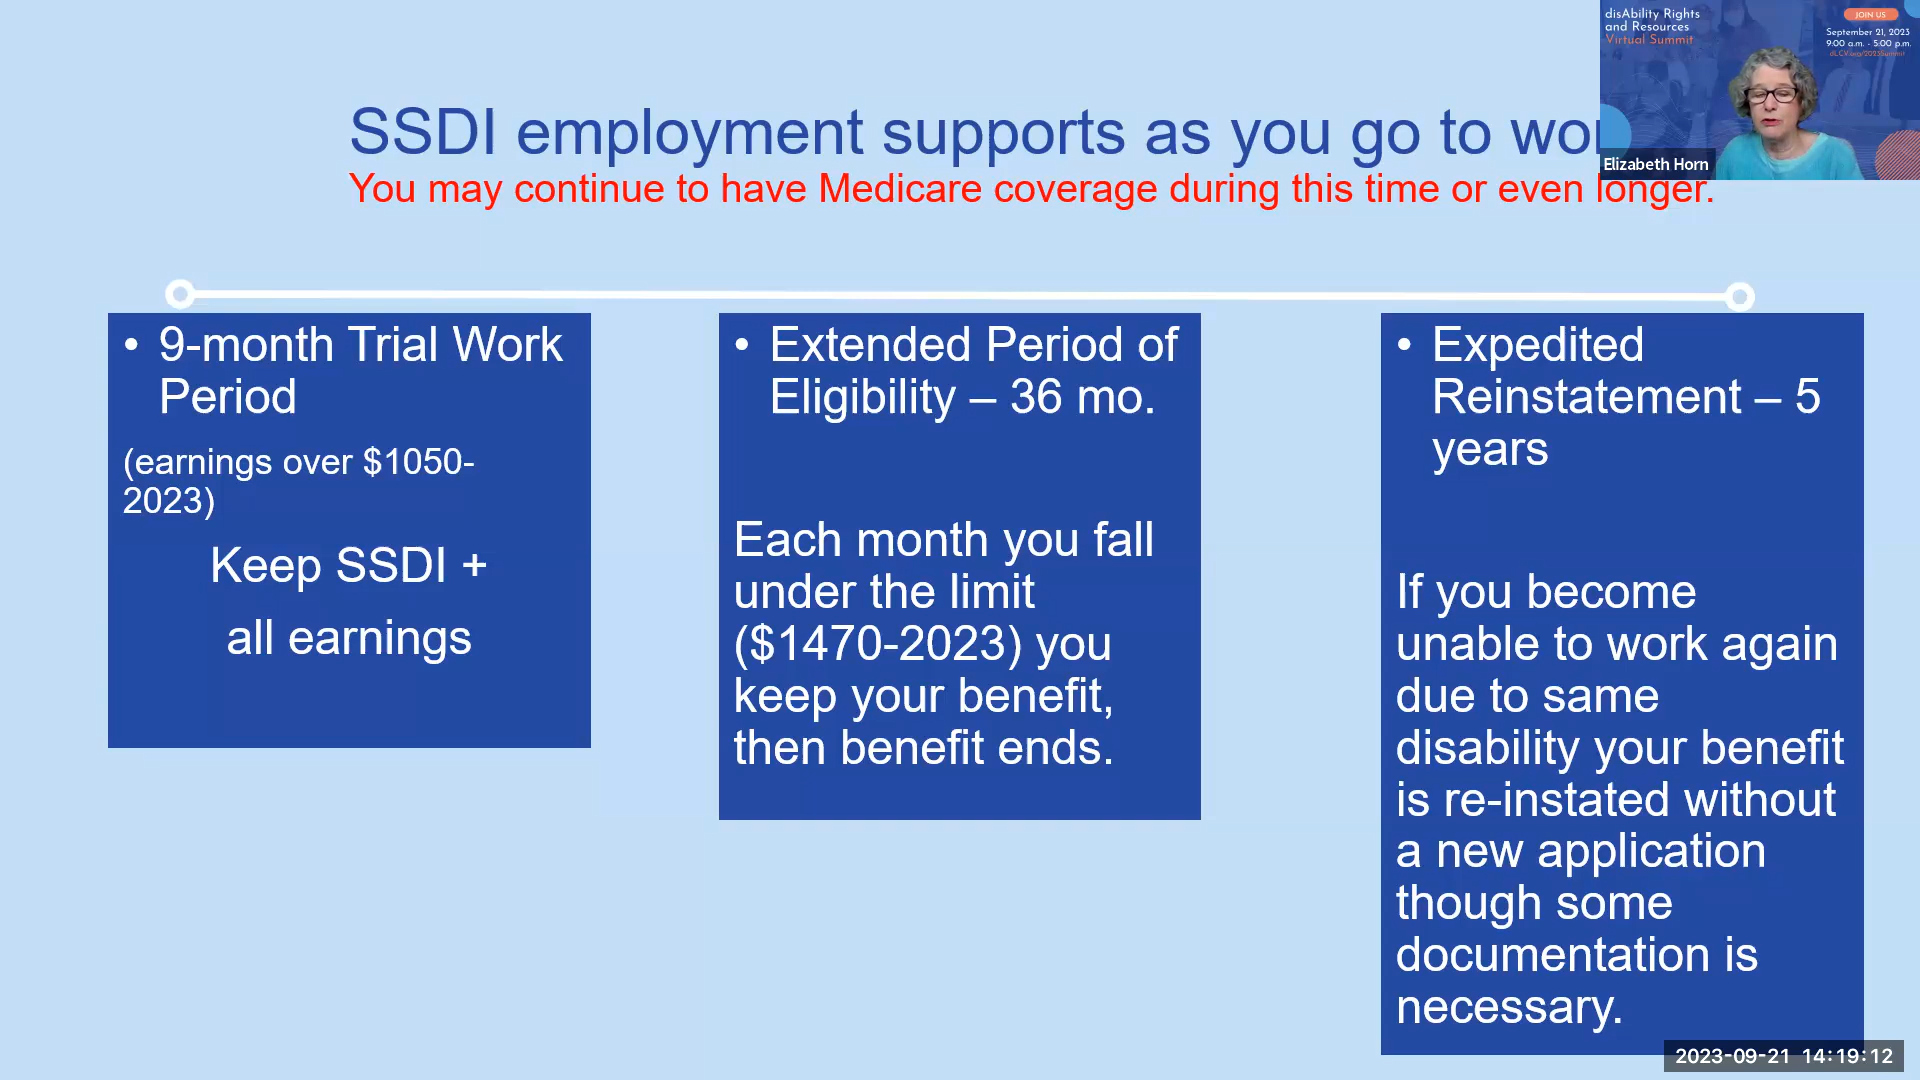 disAbility Rights
and Resources
Virtual Summit
JOIN US
September 21, 2023
9:00 a.m. - 5:00 p.m.
Elizabeth Horn
SSDI employment supports as you go to wor
You may continue to have Medicare coverage during this time or even longer.
• 9-month Trial Work
Period
(earnings over $1050-
2023)
Keep SSDI +
all earnings
• Extended Period of
Eligibility – 36 mo.
Each month you fall
under the limit
($1470-2023) you
keep your benefit,
then benefit ends.
• Expedited
Reinstatement – 5
years
If you become
unable to work again
due to same
disability your benefit
is re-instated without
a new application
though some
documentation is
necessary.
2023-09-21 14:19:12